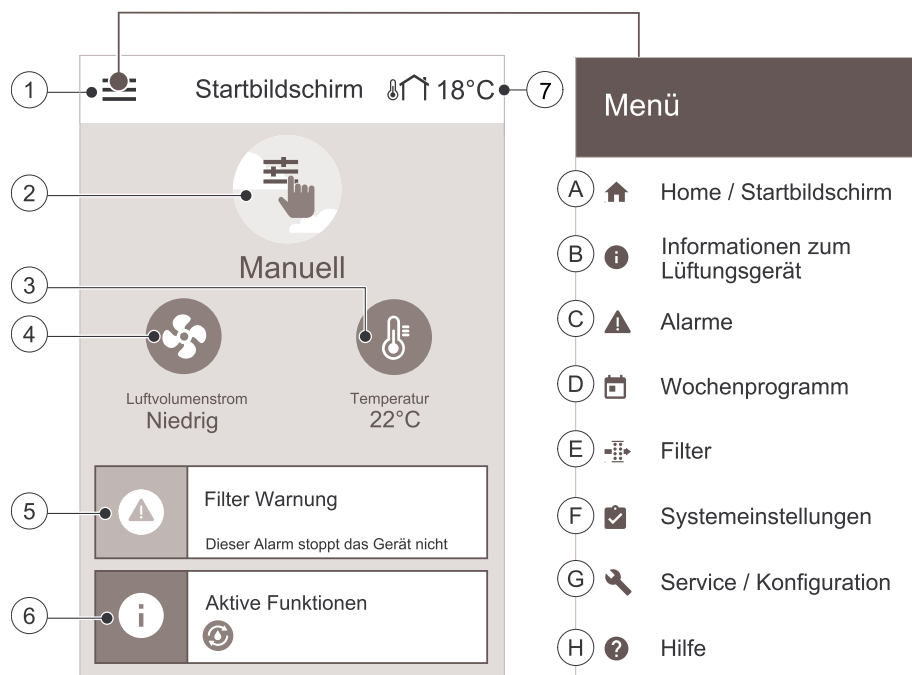 1
Startbildschirm
18°C
7
2
Manuell
3
4
Luftvolumenstrom
Niedrig
Temperatur
22°C
5
Filter Warnung
Dieser Alarm stoppt das Gerät nicht
6
i
Aktive Funktionen
Menü
A
Home / Startbildschirm
B
Informationen zum
Lüftungsgerät
C
Alarme
D
Wochenprogramm
E
Filter
F
Systemeinstellungen
G
Service / Konfiguration
H
Hilfe